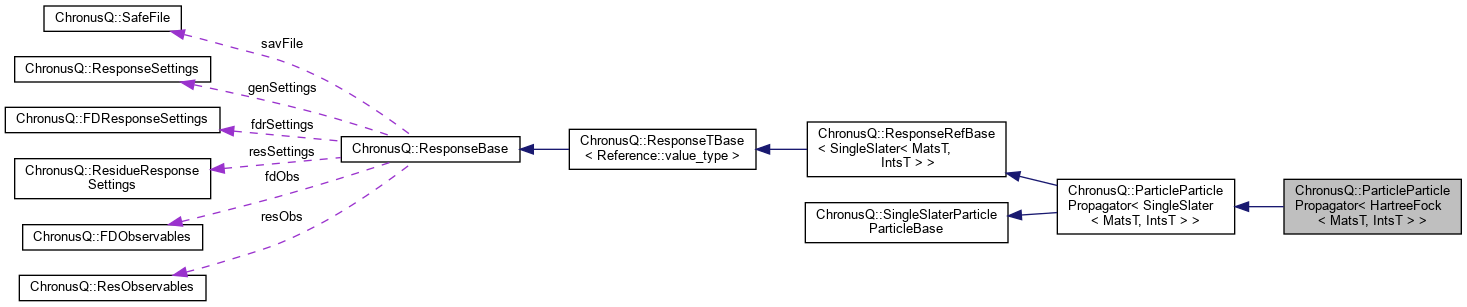 ChronusQ::SafeFile
savFile
ChronusQ::ResponseSettings
genSettings
ChronusQ::FDResponseSettings
fdrSettings
ChronusQ::ResidueResponse
Settings
resSettings
fdObs
ChronusQ::FDObservables
resObs
ChronusQ::ResObservables
ChronusQ::ResponseBase
ChronusQ::ResponseTBase
< Reference::value_type >
ChronusQ::ResponseRefBase
< SingleSlater< MatsT,
IntsT > >
ChronusQ::SingleSlaterParticle
ParticleBase
ChronusQ::ParticleParticle
Propagator< SingleSlater
< MatsT, IntsT > >
ChronusQ::ParticleParticle
Propagator< HartreeFock
< MatsT, IntsT > >